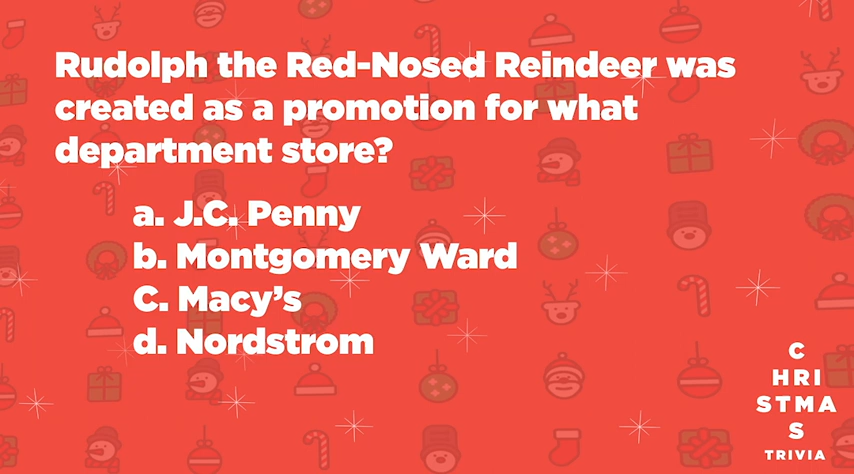 Rudolph the Red-Nosed Reindeer was
created as a promotion for what
department store?
a. J.C. Penny
b. Montgomery Ward
C. Macy's
d. Nordstrom
C
HRI
STMA
S
TRIVIA